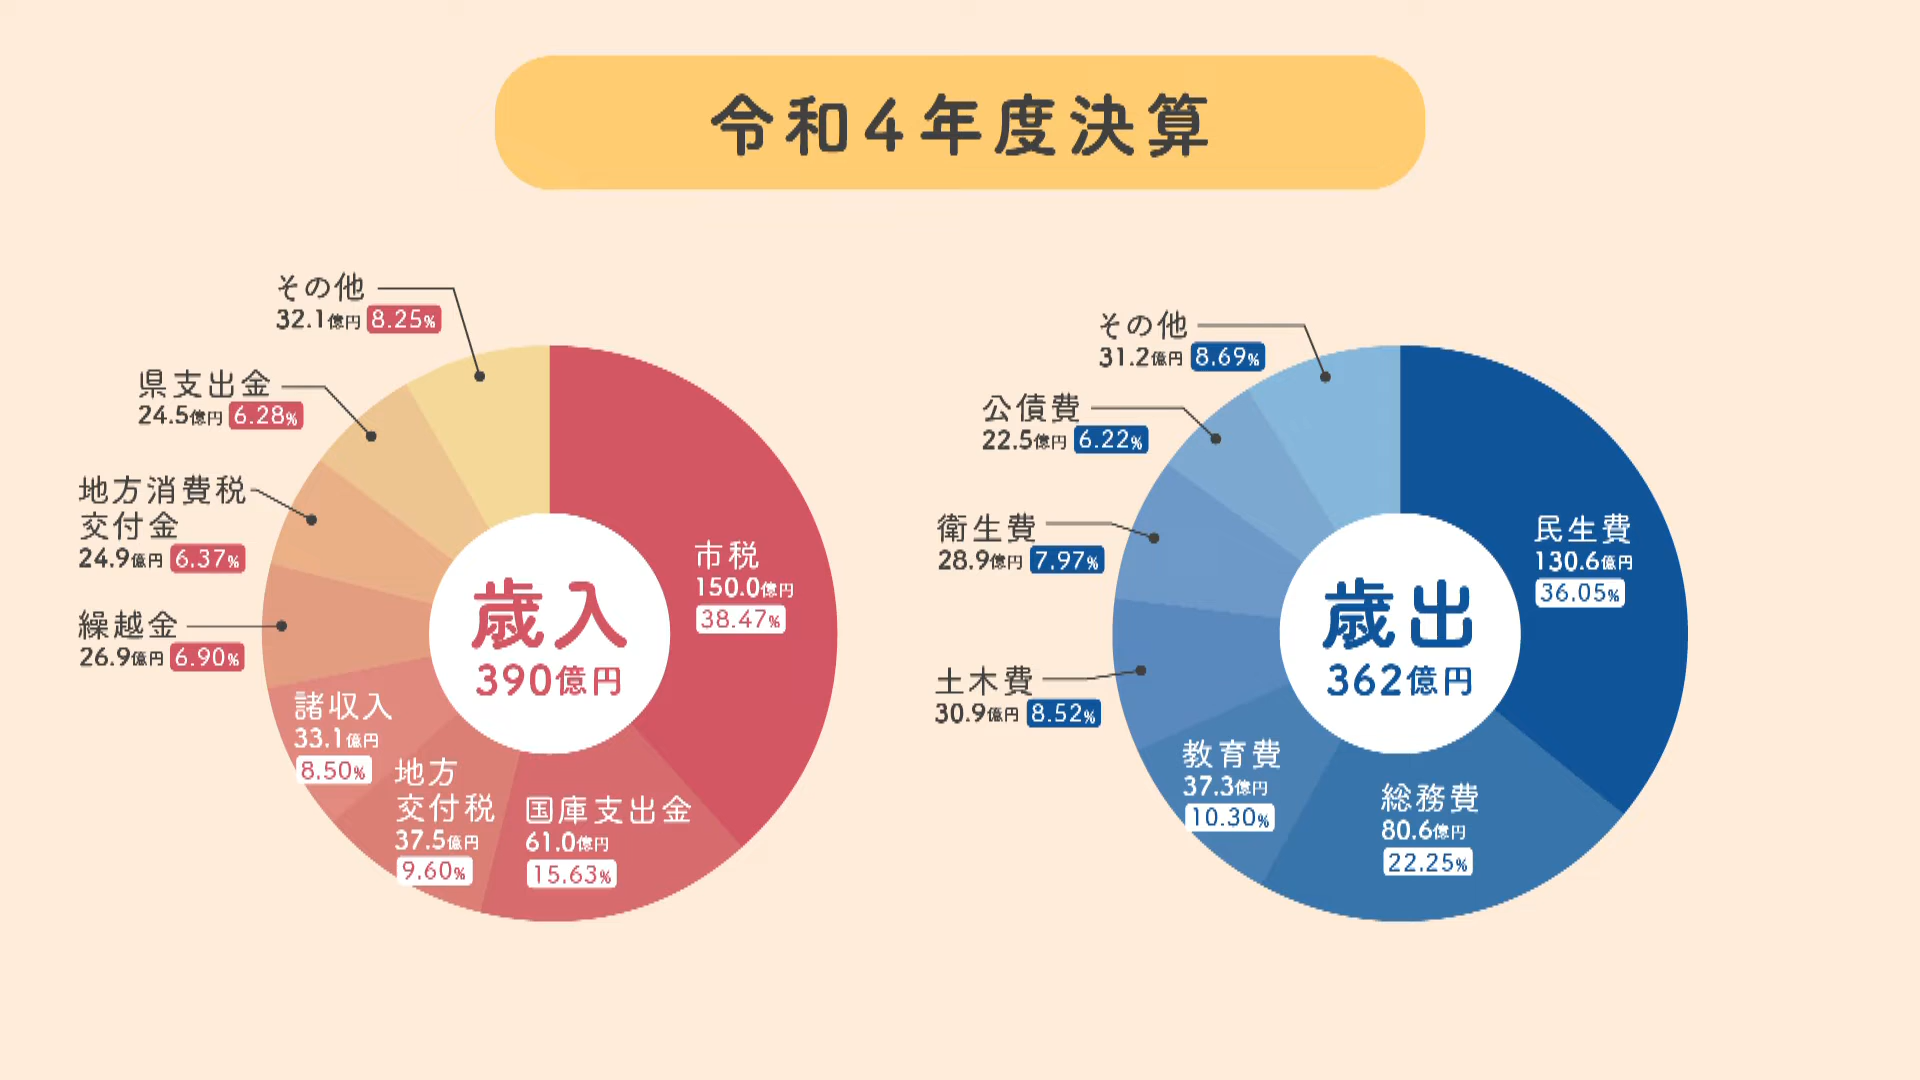 令和4年度決算
その他
32.1億円 8.25%
県支出金
24.5億円 6.28%
地方消費税
交付金
24.9億円 6.37%
繰越金
26.9億円 6.90%
諸収入
33.1億円
8.50%
地方
交付税
37.5億円
9.60%
国庫支出金
61.0億円
15.63%
市税
150.0億円
38.47%
歳入
390億円
その他
31.2億円 8.69%
公債費
22.5億円 6.22%
衛生費
28.9億円 7.97%
土木費
30.9億円 8.52%
教育費
37.3億円
10.30%
総務費
80.6億円
22.25%
民生費
130.6億円
36.05%
歳出
362億円